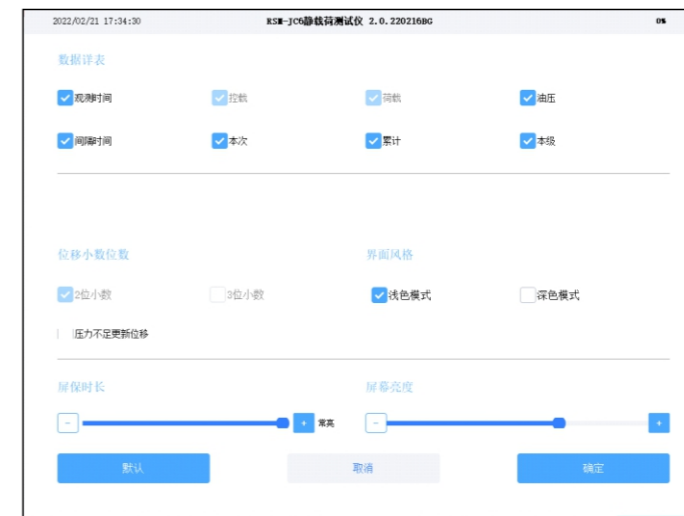 2022/02/21 17:34:30 RSM-JC6静载荷测试仪 2.0.220216BG 0%
数据详表
观测时间 控载 荷载 油压
间隔时间 本次 累计 本级
位移小数位数 界面风格
2位小数 3位小数 浅色模式 深色模式
压力不足更新位移
屏保时长 屏幕亮度
- + 常亮 - +
默认 取消 确定